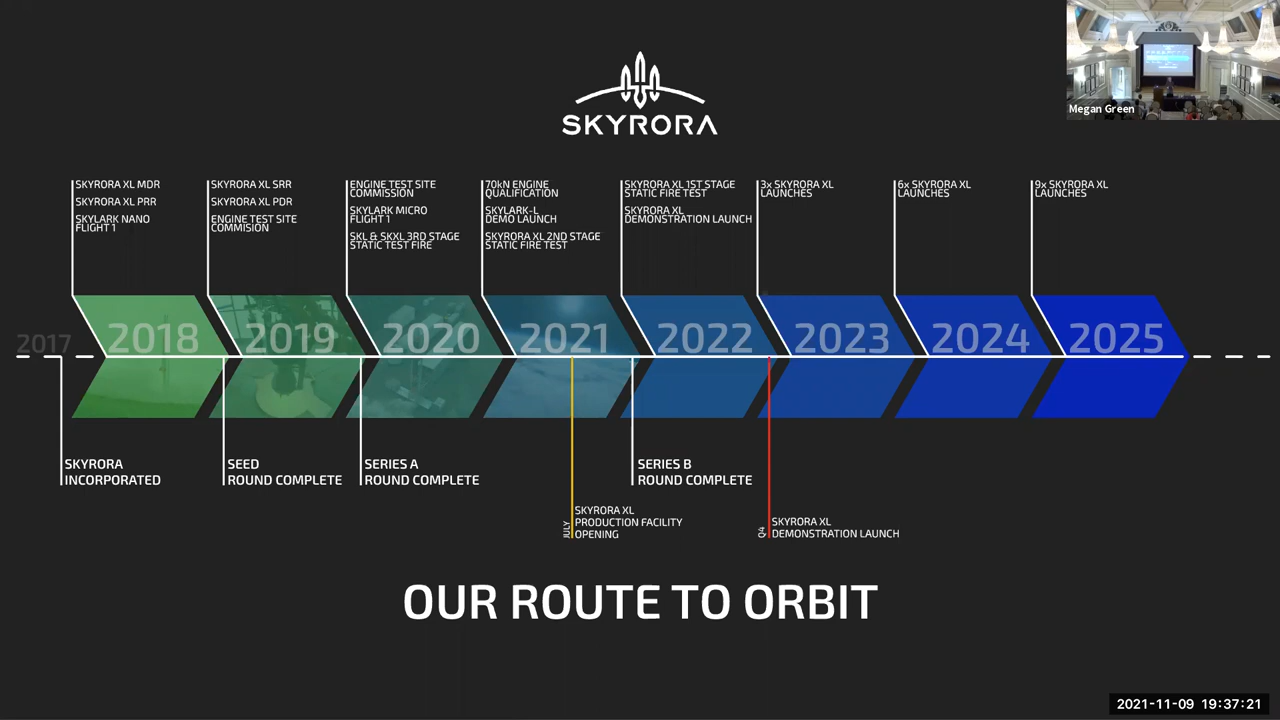 Megan Green
SKYRORA
SKYRORA XL MDR
SKYRORA XL PRR
SKYLARK NANO
FLIGHT 1
SKYRORA XL SRR
SKYRORA XL PDR
ENGINE TEST SITE
COMMISION
ENGINE TEST SITE
COMMISSION
SKYLARK MICRO
FLIGHT 1
SKL & SKXL 3RD STAGE
STATIC TEST FIRE
70kN ENGINE
QUALIFICATION
SKYLARK-L
DEMO LAUNCH
SKYRORA XL 2ND STAGE
STATIC FIRE TEST
SKYRORA XL 1ST STAGE
STATIC FIRE TEST
SKYRORA XL
DEMONSTRATION LAUNCH
3x SKYRORA XL
LAUNCHES
6x SKYRORA XL
LAUNCHES
9x SKYRORA XL
LAUNCHES
2017
2018
2019
2020
2021
2022
2023
2024
2025
SKYRORA
INCORPORATED
SEED
ROUND COMPLETE
SERIES A
ROUND COMPLETE
SERIES B
ROUND COMPLETE
JULY
SKYRORA XL
PRODUCTION FACILITY
OPENING
Q4
SKYRORA XL
DEMONSTRATION LAUNCH
OUR ROUTE TO ORBIT
2021-11-09 19:37:21